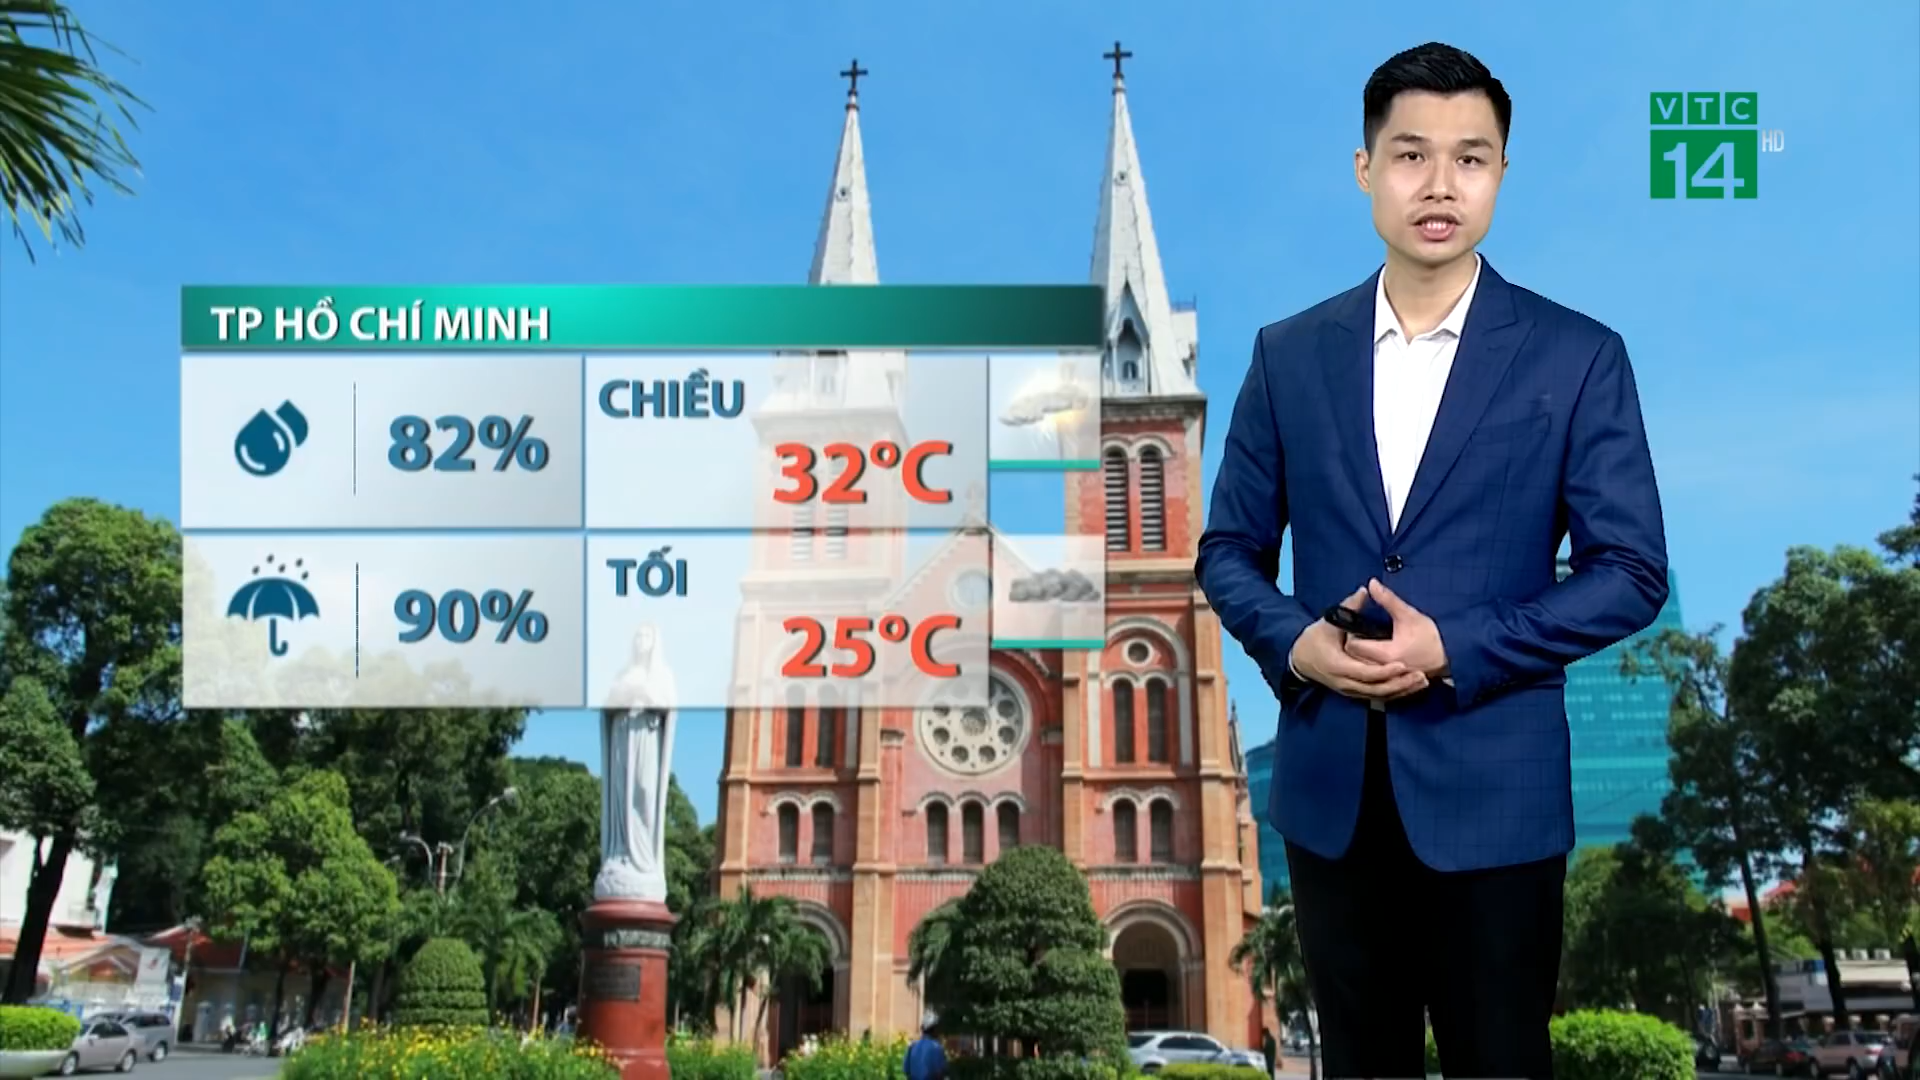 VTC
14 HD
TP HỒ CHÍ MINH
82%
CHIỀU
32°C
90%
TỐI
25°C